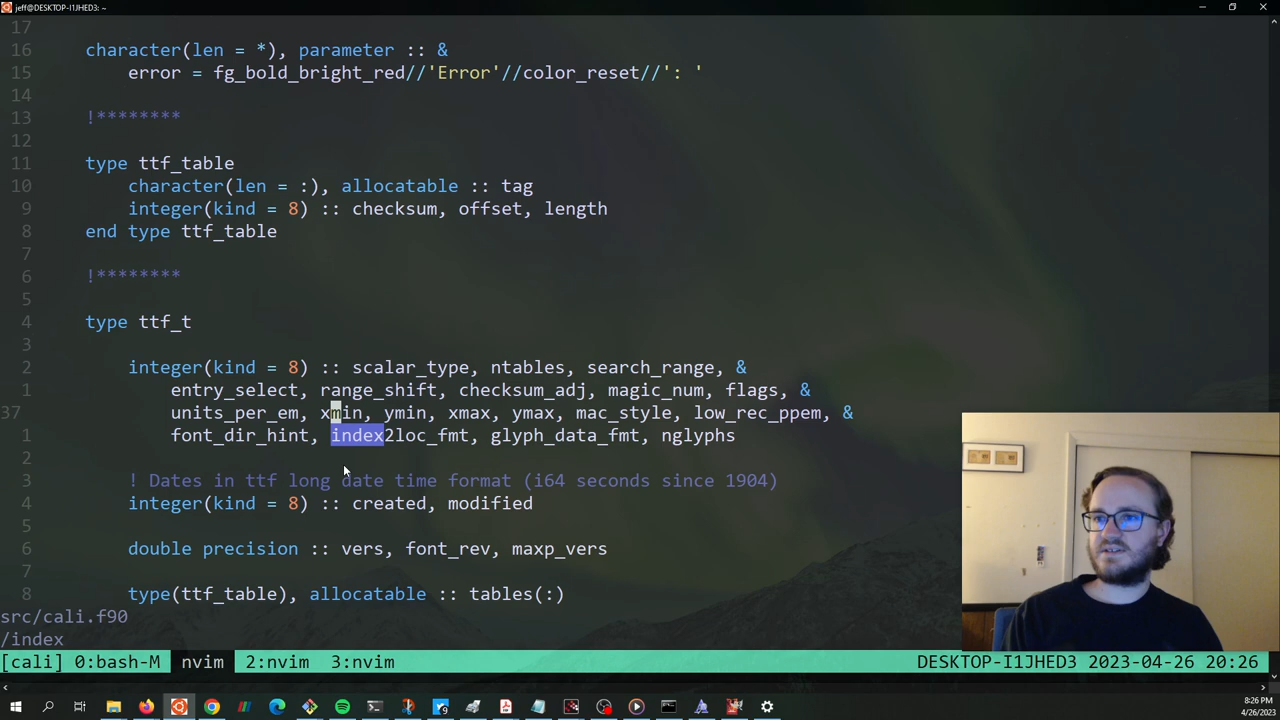 jeff@DESKTOP-I1JHED3: ~
17
16 character(len = *), parameter :: &
15 error = fg_bold_bright_red//'Error'//color_reset//': '
14
13 !********
12
11 type ttf_table
10 character(len = :), allocatable :: tag
9 integer(kind = 8) :: checksum, offset, length
8 end type ttf_table
7
6 !********
5
4 type ttf_t
3
2 integer(kind = 8) :: scalar_type, ntables, search_range, &
1 entry_select, range_shift, checksum_adj, magic_num, flags, &
37 units_per_em, xmin, ymin, xmax, ymax, mac_style, low_rec_ppem, &
1 font_dir_hint, index2loc_fmt, glyph_data_fmt, nglyphs
2
3 ! Dates in ttf long date time format (i64 seconds since 1904)
4 integer(kind = 8) :: created, modified
5
6 double precision :: vers, font_rev, maxp_vers
7
8 type(ttf_table), allocatable :: tables(:)
src/cali.f90
/index
[cali] 0:bash-M nvim 2:nvim 3:nvim DESKTOP-I1JHED3 2023-04-26 20:26
8:26 PM
4/26/2023